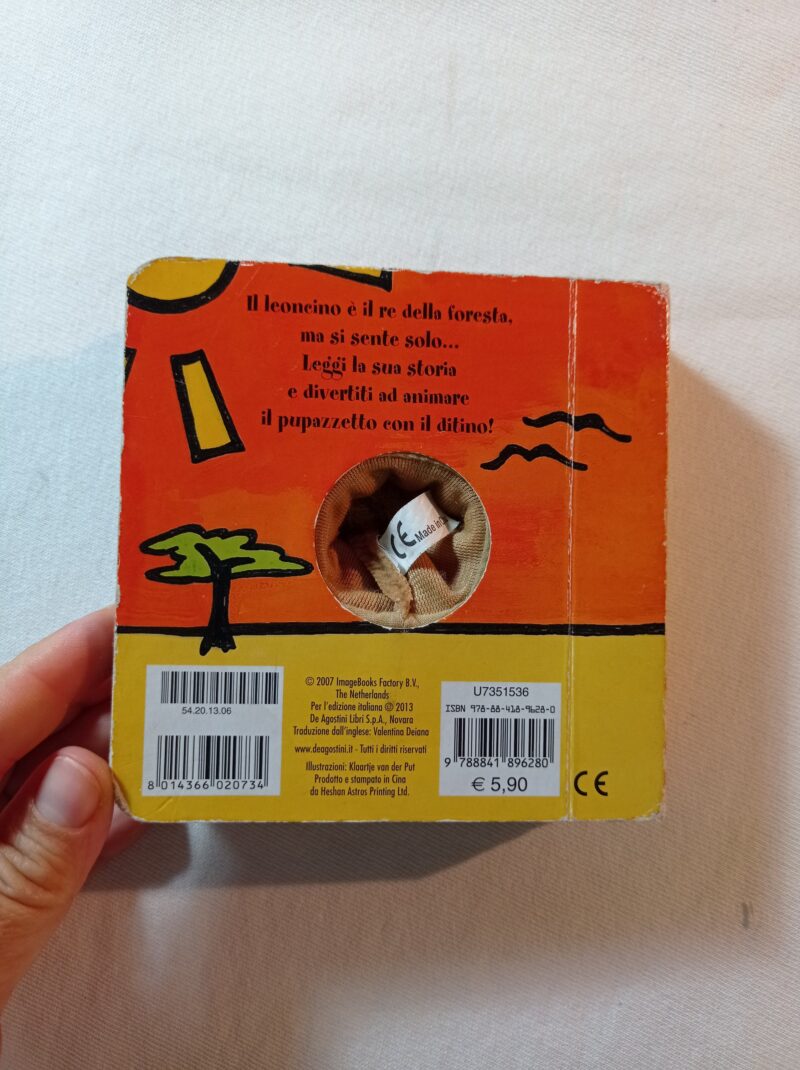 Il leoncino è il re della foresta,
ma si sente solo...
Leggi la sua storia
e divertiti ad animare
il pupazzetto con il ditino!
CE
Made in
54.20.13.06
8 014366 020734
© 2007 ImageBooks Factory B.V.,
The Netherlands
Per l'edizione italiana @ 2013
De Agostini Libri S.p.A., Novara
Traduzione dall'inglese: Valentina Deiana
www.deagostini.it - Tutti i diritti riservati
Illustrazioni: Klaartje van der Put
Prodotto e stampato in Cina
da Heshan Astros Printing Ltd.
U7351536
ISBN 978-88-418-9628-0
9 788841 896280
€ 5,90
CE